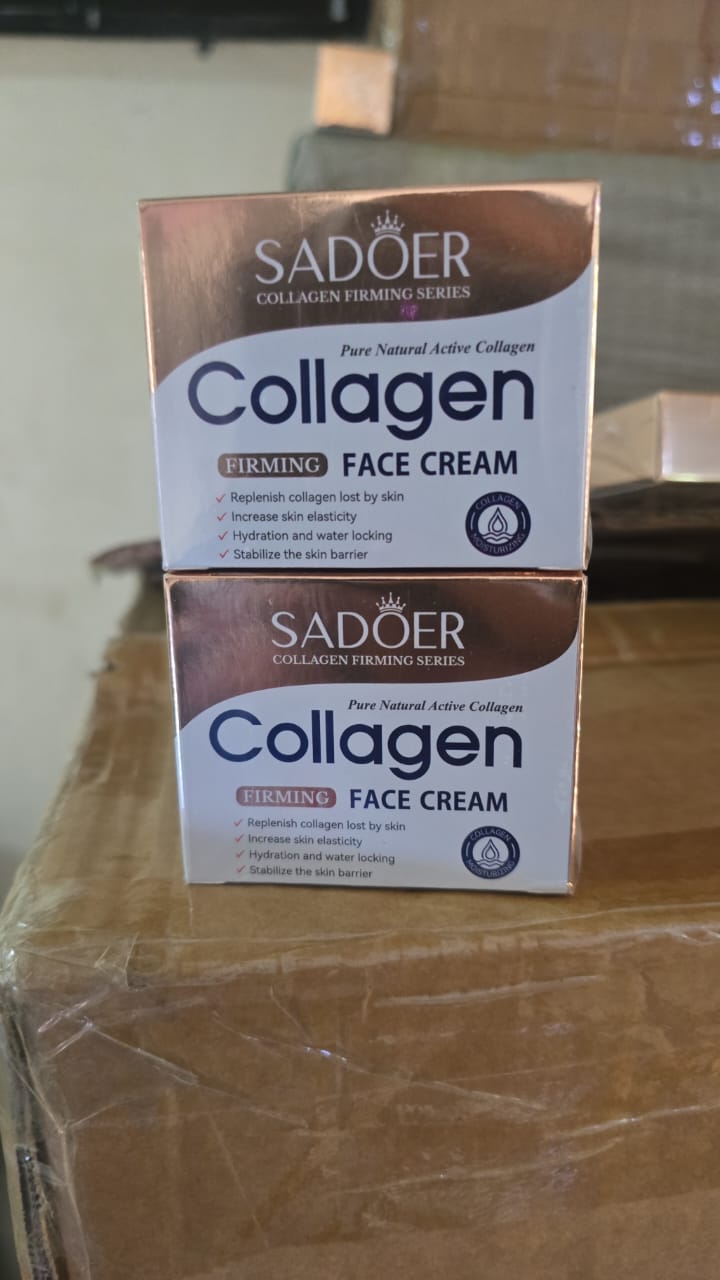 SADOER
COLLAGEN FIRMING SERIES
Pure Natural Active Collagen
Collagen
FIRMING FACE CREAM
✓ Replenish collagen lost by skin
✓ Increase skin elasticity
✓ Hydration and water locking
✓ Stabilize the skin barrier
COLLAGEN
MOISTURIZING
SADOER
COLLAGEN FIRMING SERIES
Pure Natural Active Collagen
Collagen
FIRMING FACE CREAM
✓ Replenish collagen lost by skin
✓ Increase skin elasticity
✓ Hydration and water locking
✓ Stabilize the skin barrier
COLLAGEN
MOISTURIZING